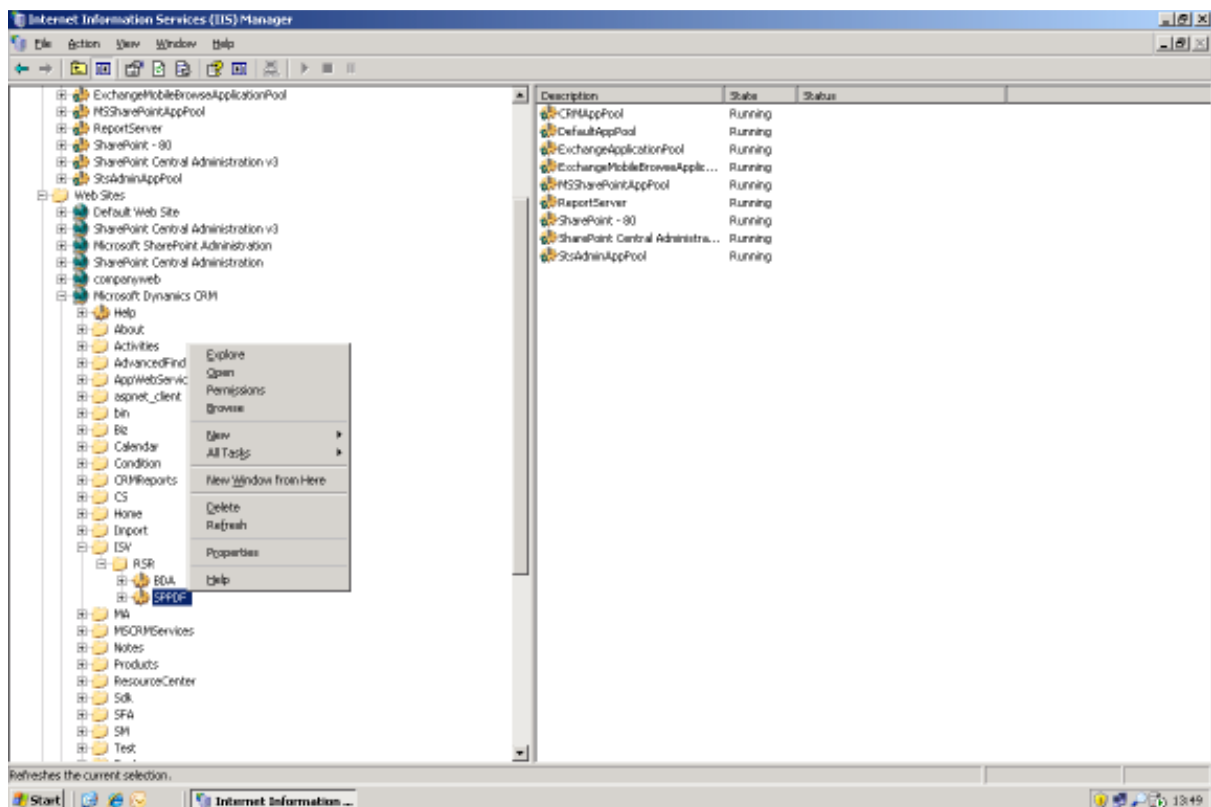 Internet Information Services (IIS) Manager
File Action View Window Help
ExchangeMobileBrowseApplicationPool
MSSharePointAppPool
ReportServer
SharePoint - 80
SharePoint Central Administration v3
StsAdminAppPool
Web Sites
Default Web Site
SharePoint Central Administration v3
Microsoft SharePoint Administration
SharePoint Central Administration
companyweb
Microsoft Dynamics CRM
Help
About
Activities
AdvancedFind
AppWebServic
aspnet_client
bin
Biz
Calendar
Condition
CRMReports
CS
Home
Import
ISV
RSR
BDA
SPPDF
MA
MSCRMServices
Notes
Products
ResourceCenter
Sdk
SFA
SM
Test
Explore
Open
Permissions
Browse
New
All Tasks
New Window from Here
Delete
Refresh
Properties
Help
Description State Status
CRMAppPool Running
DefaultAppPool Running
ExchangeApplicationPool Running
ExchangeMobileBrowseApplic... Running
MSSharePointAppPool Running
ReportServer Running
SharePoint - 80 Running
SharePoint Central Administra... Running
StsAdminAppPool Running
Refreshes the current selection.
Start Internet Information ... 13:49